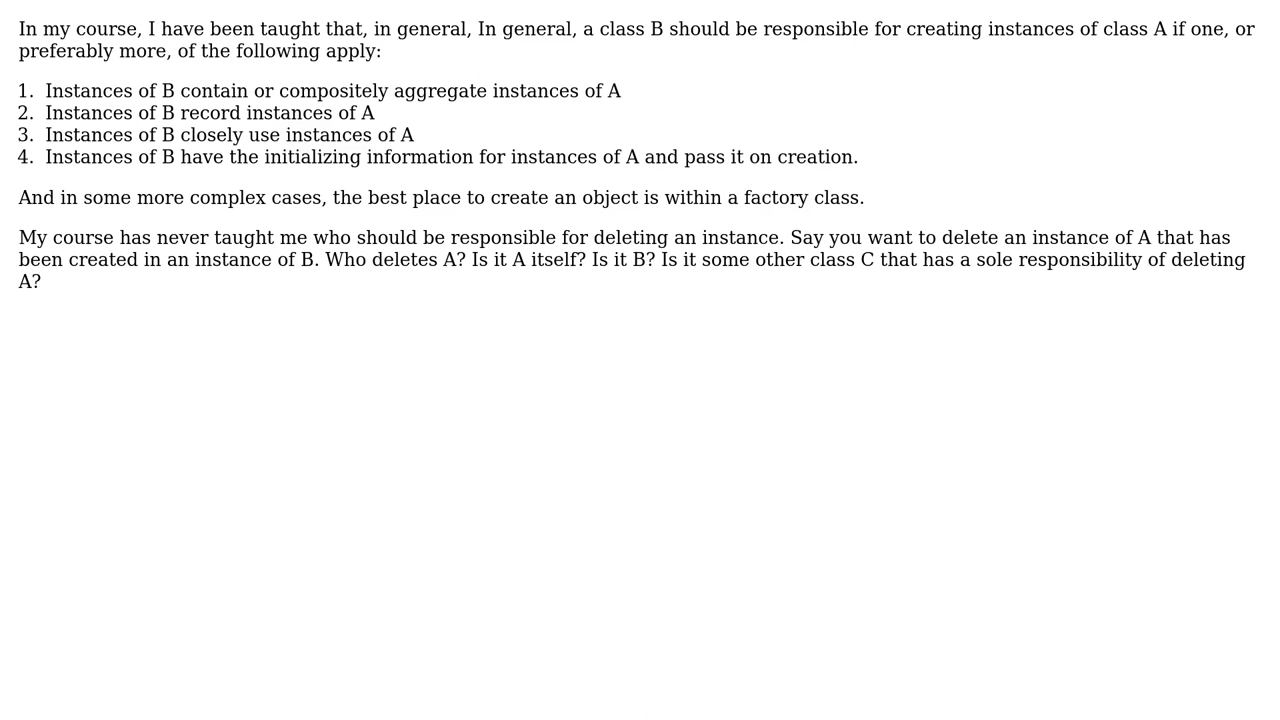 In my course, I have been taught that, in general, In general, a class B should be responsible for creating instances of class A if one, or
preferably more, of the following apply:
1. Instances of B contain or compositely aggregate instances of A
2. Instances of B record instances of A
3. Instances of B closely use instances of A
4. Instances of B have the initializing information for instances of A and pass it on creation.
And in some more complex cases, the best place to create an object is within a factory class.
My course has never taught me who should be responsible for deleting an instance. Say you want to delete an instance of A that has
been created in an instance of B. Who deletes A? Is it A itself? Is it B? Is it some other class C that has a sole responsibility of deleting
A?